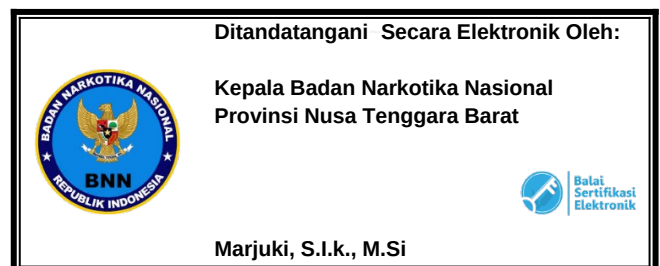 Ditandatangani Secara Elektronik Oleh:
Kepala Badan Narkotika Nasional
Provinsi Nusa Tenggara Barat
BADAN NARKOTIKA NASIONAL
BNN
REPUBLIK INDONESIA
Balai
Sertifikasi
Elektronik
Marjuki, S.I.k., M.Si